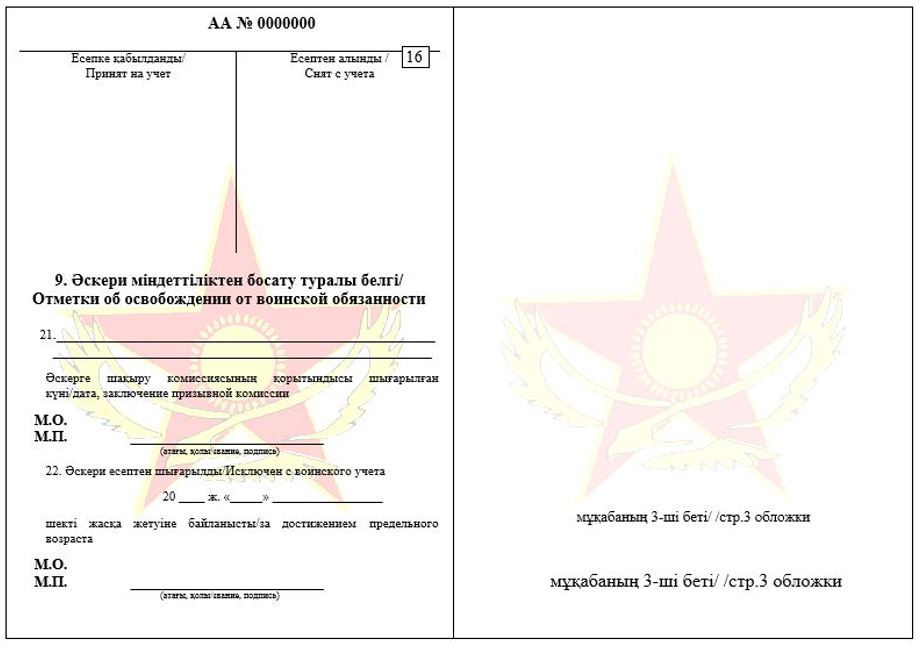 АА № 0000000
16
Есепке қабылданды/
Принят на учет
Есептен алынды /
Снят с учета
9. Әскери міндеттіліктен босату туралы белгі/
Отметки об освобождении от воинской обязанности
21.
Әскерге шақыру комиссиясының қорытындысы шығарылған
күні/дата, заключение призывной комиссии
М.О.
М.П.
(атағы, қолы/звание, подпись)
22. Әскери есептен шығарылды/Исключен с воинского учета
20 ____ ж. «_____» _________________
шекті жасқа жетуіне байланысты/за достижением предельного
возраста
М.О.
М.П.
(атағы, қолы/звание, подпись)
мұқабаның 3-ші беті/ /стр.3 обложки
мұқабаның 3-ші беті/ /стр.3 обложки